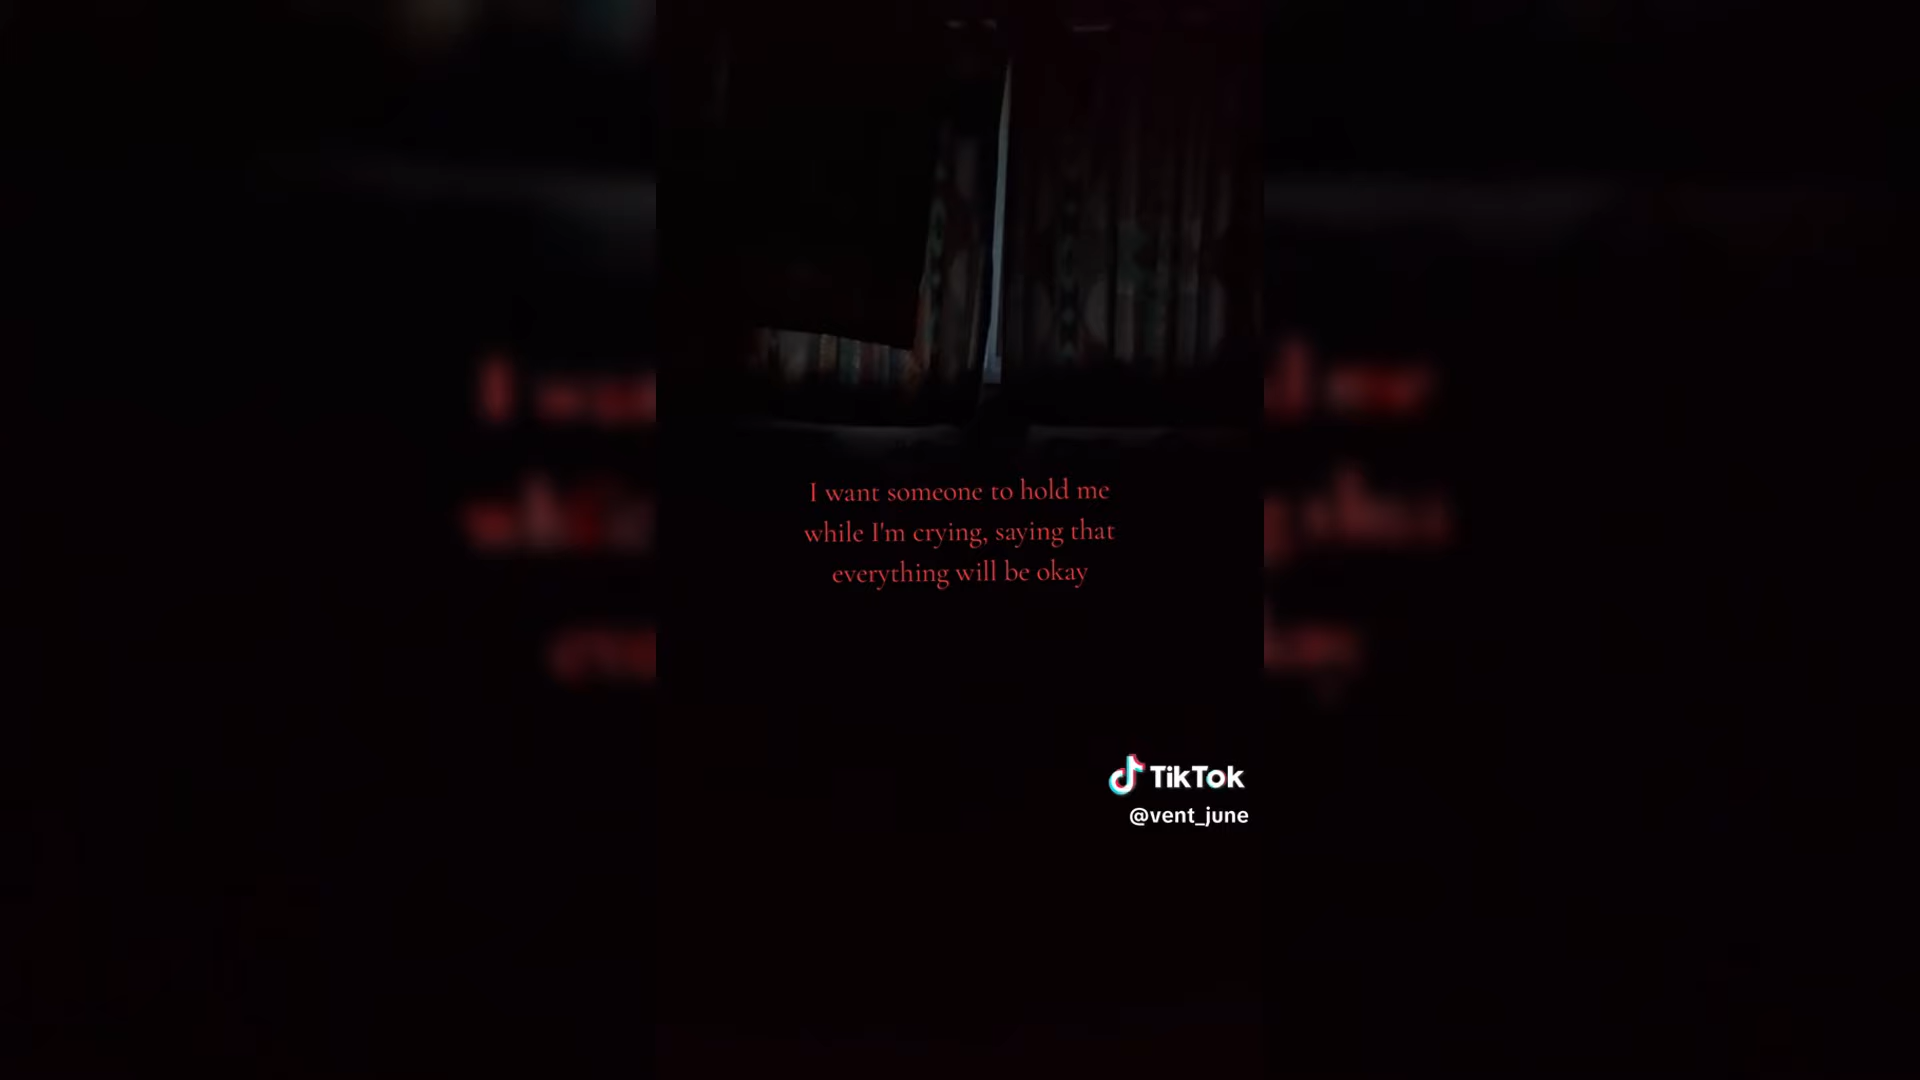 I want someone to hold me
while I'm crying, saying that
everything will be okay
TikTok
@vent_june